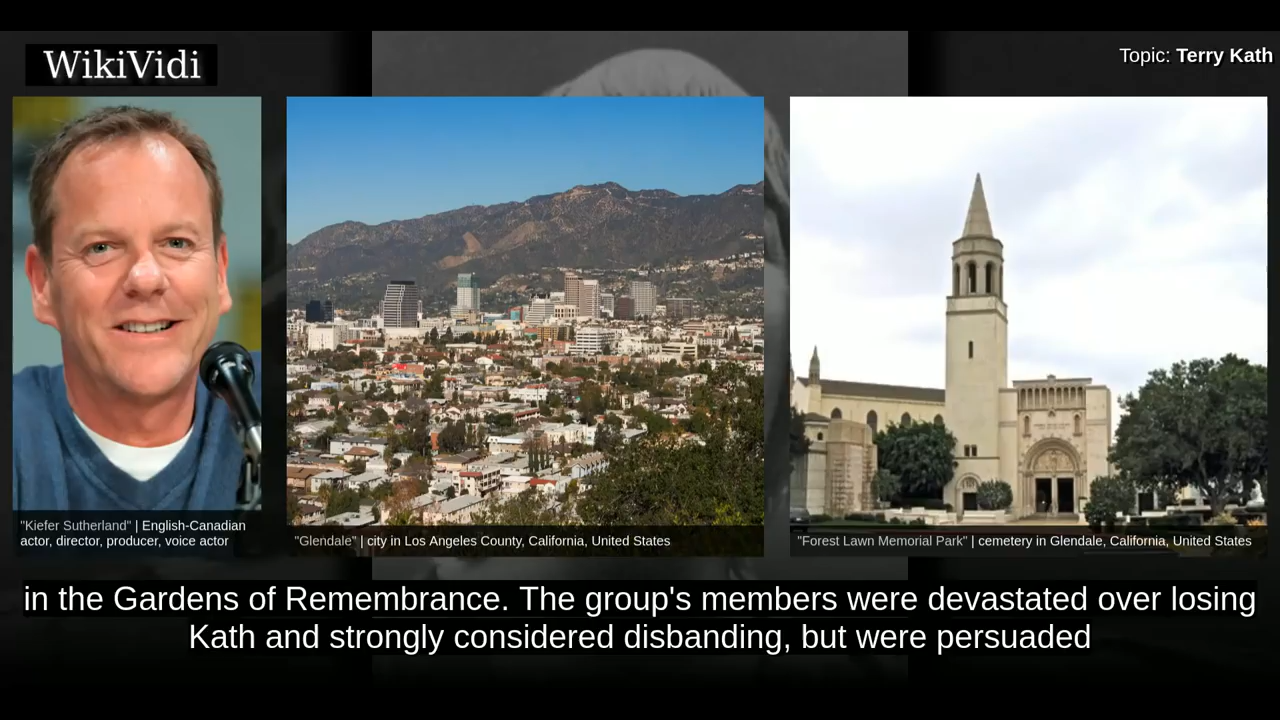 WikiVidi
Topic: Terry Kath
"Kiefer Sutherland" | English-Canadian
actor, director, producer, voice actor
"Glendale" | city in Los Angeles County, California, United States
"Forest Lawn Memorial Park" | cemetery in Glendale, California, United States
in the Gardens of Remembrance. The group's members were devastated over losing
Kath and strongly considered disbanding, but were persuaded